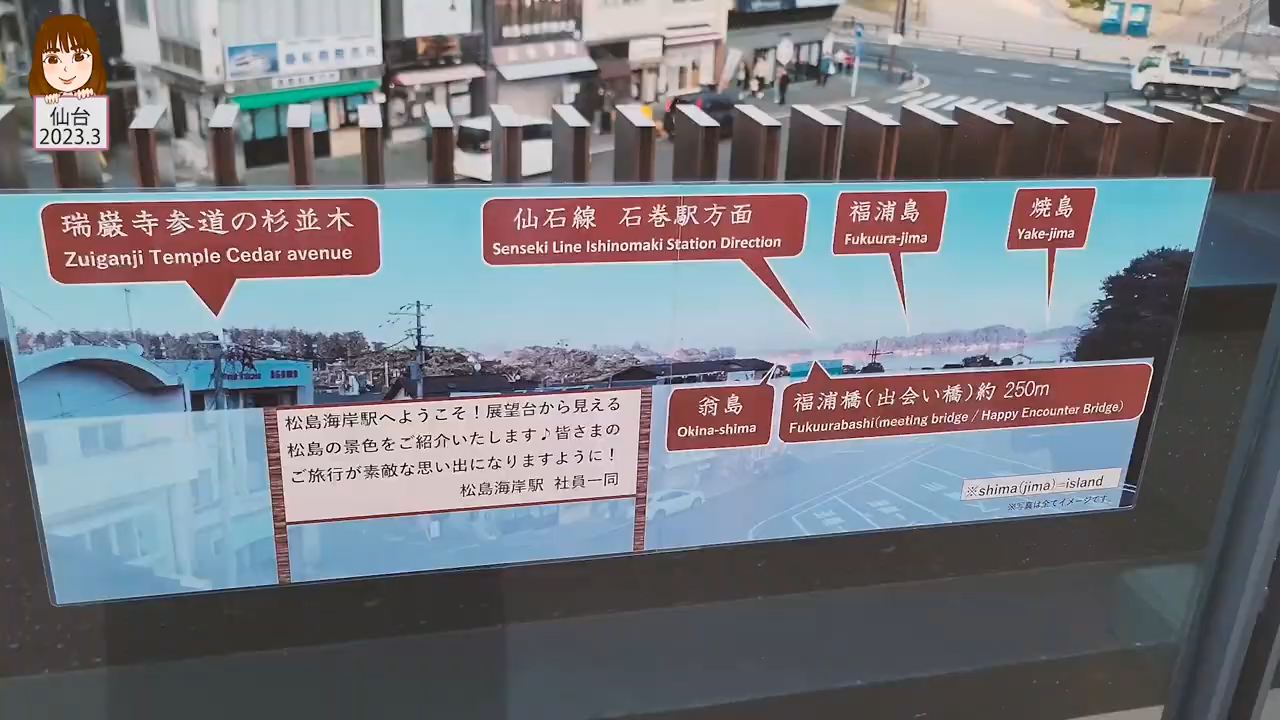 仙台
2023.3
瑞巌寺参道の杉並木
Zuiganji Temple Cedar avenue
仙石線 石巻駅方面
Senseki Line Ishinomaki Station Direction
福浦島
Fukuura-jima
焼島
Yake-jima
翁島
Okina-shima
福浦橋(出会い橋)約 250m
Fukuurabashi(meeting bridge / Happy Encounter Bridge)
松島海岸駅へようこそ!展望台から見える
松島の景色をご紹介いたします♪皆さまの
ご旅行が素敵な思い出になりますように!
松島海岸駅 社員一同
※shima(jima)=island
※写真は全てイメージです。